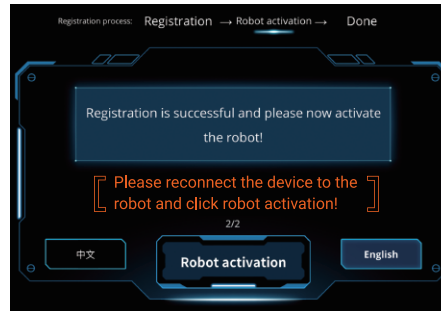 Registration process: Registration → Robot activation → Done
Registration is successful and please now activate
the robot!
Please reconnect the device to the
robot and click robot activation!
2/2
中文
Robot activation
English